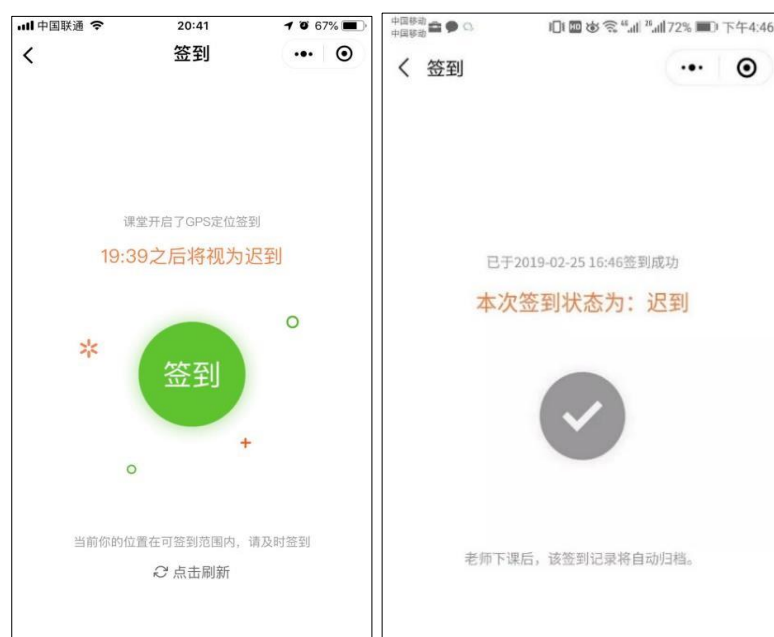 中国联通 20:41 67%
签到
课堂开启了GPS定位签到
19:39之后将视为迟到
签到
当前你的位置在可签到范围内，请及时签到
点击刷新
中国移动
中国移动
HD 72% 下午4:46
签到
已于2019-02-25 16:46签到成功
本次签到状态为：迟到
老师下课后，该签到记录将自动归档。